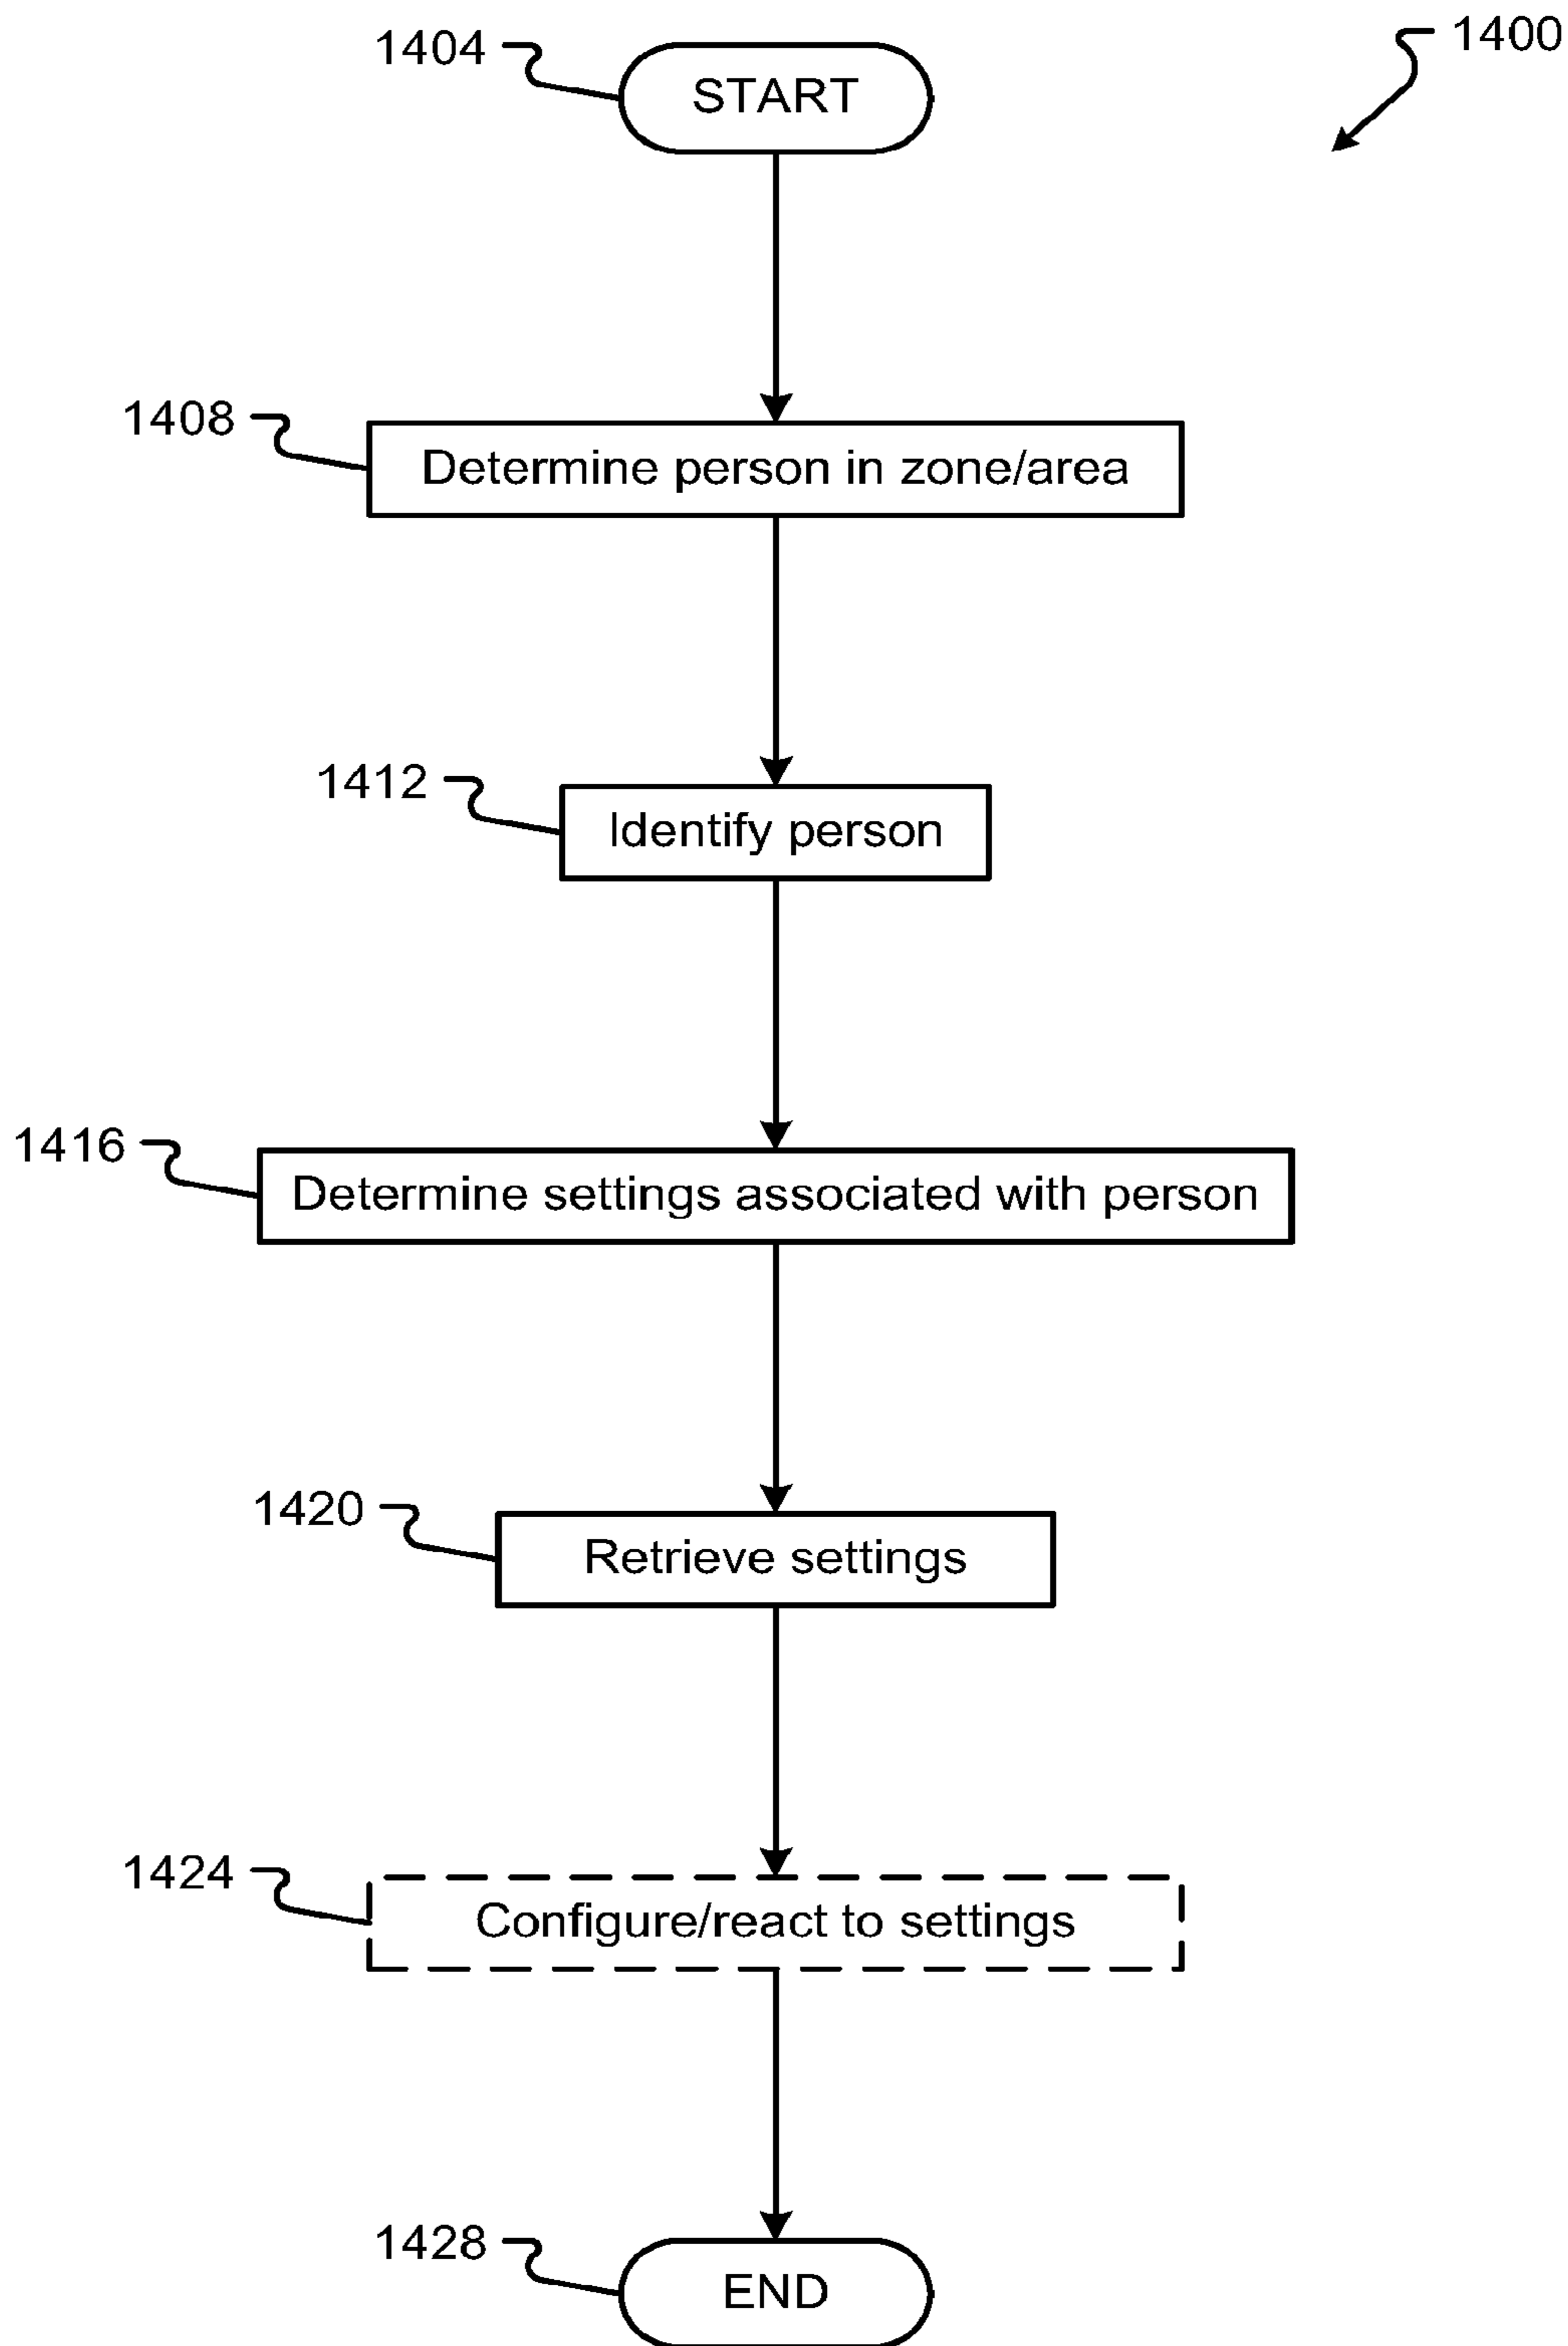 1400
1404
START
1408
Determine person in zone/area
1412
Identify person
1416
Determine settings associated with person
1420
Retrieve settings
1424
Configure/react to settings
1428
END